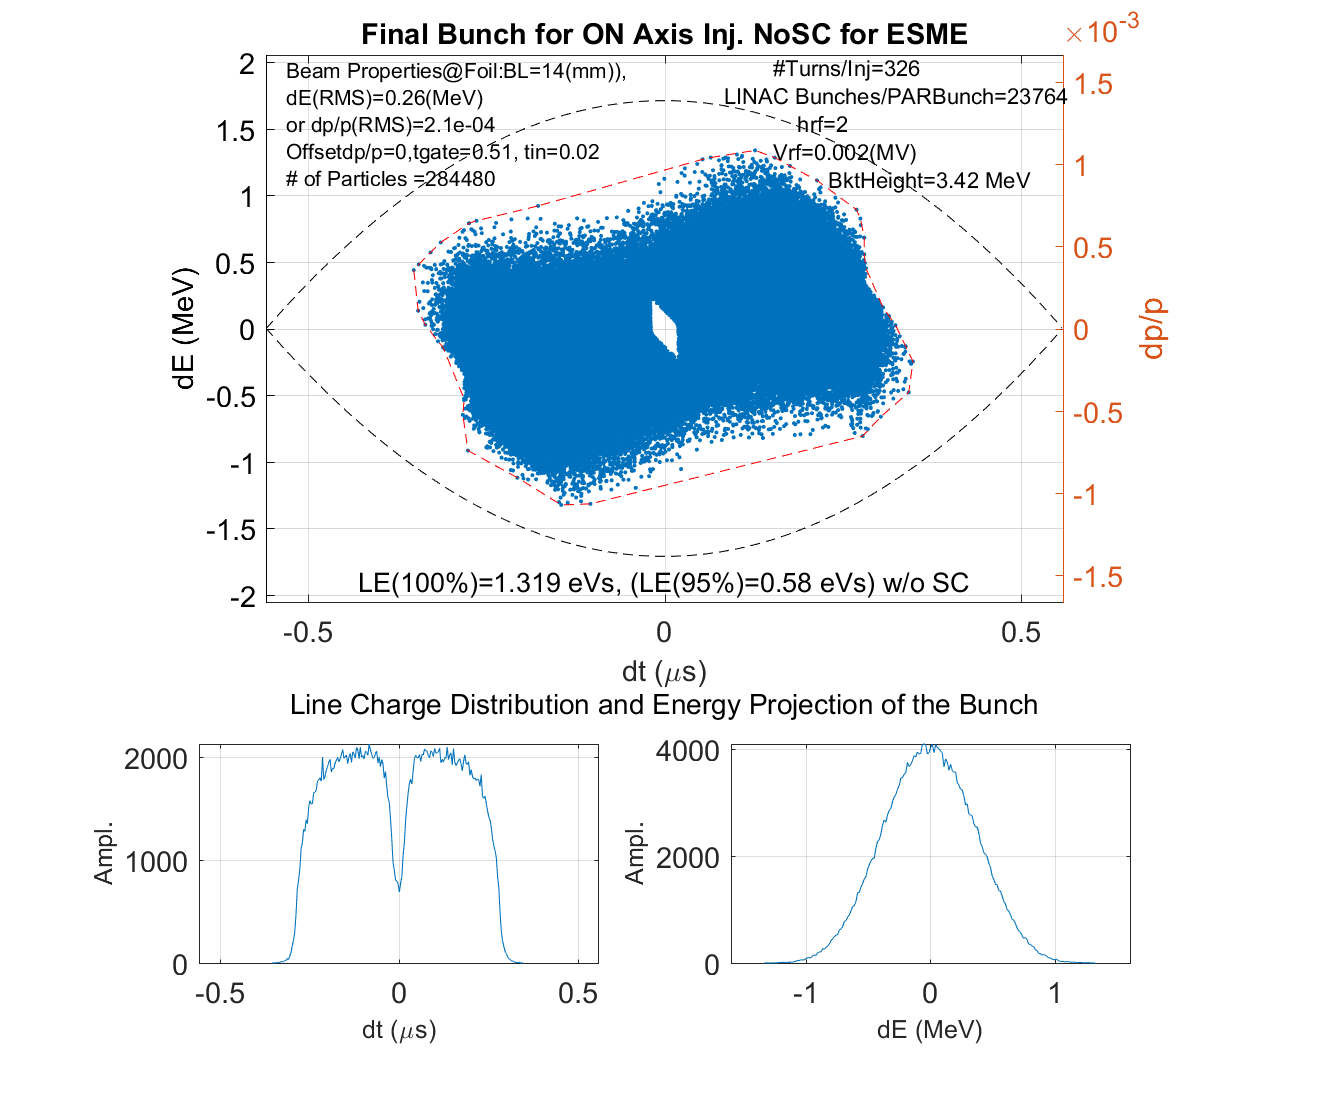 Final Bunch for ON Axis Inj. NoSC for ESME
×10-3
Beam Properties@Foil:BL=14(mm)),
dE(RMS)=0.26(MeV)
or dp/p(RMS)=2.1e-04
Offsetdp/p=0,tgate=0.51, tin=0.02
# of Particles =284480
#Turns/Inj=326
LINAC Bunches/PARBunch=23764
hrf=2
Vrf=0.002(MV)
BktHeight=3.42 MeV
2
1.5
1
0.5
0
-0.5
-1
-1.5
-2
dE (MeV)
1.5
1
0.5
0
-0.5
-1
-1.5
dp/p
LE(100%)=1.319 eVs, (LE(95%)=0.58 eVs) w/o SC
-0.5 0 0.5
dt (μs)
Line Charge Distribution and Energy Projection of the Bunch
2000
1000
0
Ampl.
-0.5 0 0.5
dt (μs)
4000
2000
0
Ampl.
-1 0 1
dE (MeV)